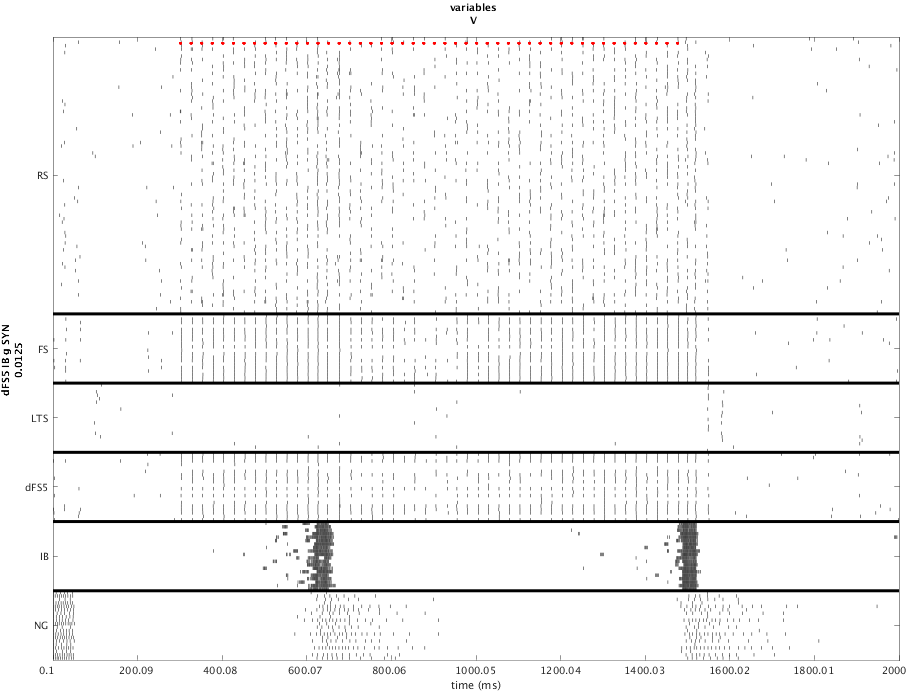 variables
V
RS
FS
LTS
dFS5
IB
NG
dFS5 IB g SYN
0.0125
0.1
200.09
400.08
600.07
800.06
1000.05
1200.04
1400.03
1600.02
1800.01
2000
time (ms)